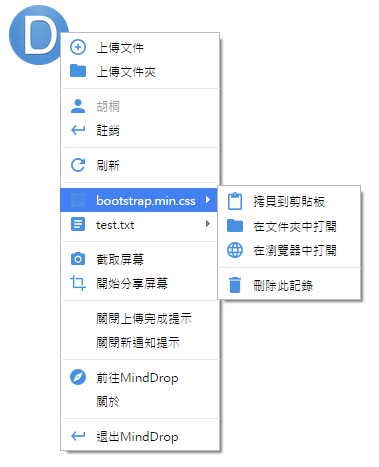 D
上傳文件
上傳文件夾
胡桐
註銷
刷新
bootstrap.min.css
test.txt
截取屏幕
開始分享屏幕
關閉上傳完成提示
關閉新通知提示
前往MindDrop
關於
退出MindDrop
拷貝到剪貼板
在文件夾中打開
在瀏覽器中打開
刪除此記錄